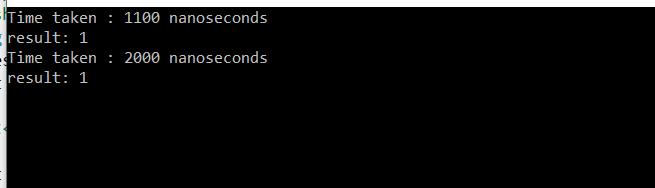 Time taken : 1100 nanoseconds
result: 1
Time taken : 2000 nanoseconds
result: 1